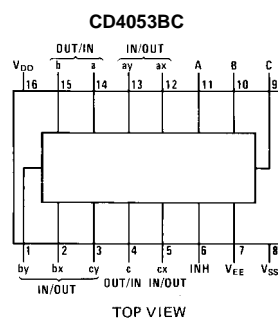 CD4053BC
OUT/IN IN/OUT
VDD b a ay ax A B C
16 15 14 13 12 11 10 9
1 2 3 4 5 6 7 8
by bx cy c cx INH VEE VSS
IN/OUT OUT/IN IN/OUT
TOP VIEW